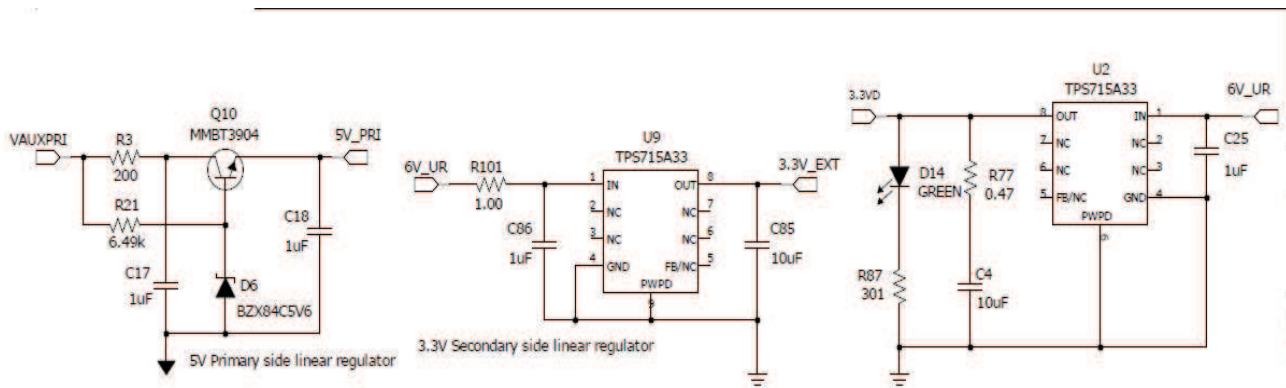 VAUXPRI
R3
200
Q10
MMBT3904
5V_PRI
R21
6.49k
C17
1uF
C18
1uF
D6
BZX84C5V6
5V Primary side linear regulator
6V_UR
R101
1.00
C86
1uF
U9
TPS715A33
1 IN OUT 8
2 NC NC 7
3 NC NC 6
4 GND FB/NC 5
PWPD
9
3.3V_EXT
C85
10uF
3.3V Secondary side linear regulator
3.3VD
D14
GREEN
R77
0.47
R87
301
C4
10uF
U2
TPS715A33
8 OUT IN 1
7 NC NC 2
6 NC NC 3
5 FB/NC GND 4
PWPD
9
6V_UR
C25
1uF